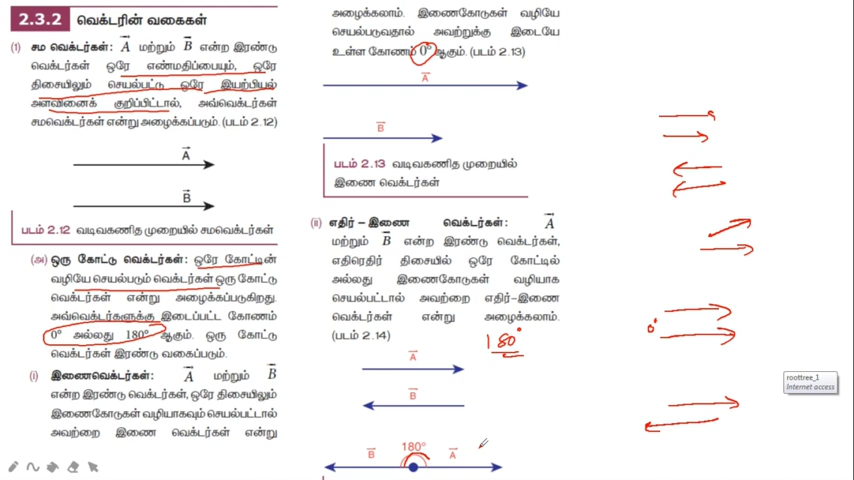 2.3.2 வெக்டரின் வகைகள்
(1) சம வெக்டர்கள்: A மற்றும் B என்ற இரண்டு
வெக்டர்கள் ஒரே எண்மதிப்பையும், ஒரே
திசையிலும் செயல்பட்டு ஒரே இயற்பியல்
அளவினைக் குறிப்பிட்டால், அவ்வெக்டர்கள்
சமவெக்டர்கள் என்று அழைக்கப்படும். (படம் 2.12)
A
B
படம் 2.12 வடிவகணித முறையில் சமவெக்டர்கள்
(அ) ஒரு கோட்டு வெக்டர்கள்: ஒரே கோட்டின்
வழியே செயல்படும் வெக்டர்கள் ஒரு கோட்டு
வெக்டர்கள் என்று அழைக்கப்படுகிறது.
அவ்வெக்டர்களுக்கு இடைப்பட்ட கோணம்
0° அல்லது 180° ஆகும். ஒரு கோட்டு
வெக்டர்கள் இரண்டு வகைப்படும்.
(i) இணைவெக்டர்கள்: A மற்றும் B
என்ற இரண்டு வெக்டர்கள், ஒரே திசையிலும்
இணைகோடுகள் வழியாகவும் செயல்பட்டால்
அவற்றை இணை வெக்டர்கள் என்று
அழைக்கலாம். இணைகோடுகள் வழியே
செயல்படுவதால் அவற்றுக்கு இடையே
உள்ள கோணம் 0° ஆகும். (படம் 2.13)
A
B
படம் 2.13 வடிவகணித முறையில்
இணை வெக்டர்கள்
(ii) எதிர் – இணை வெக்டர்கள்: A
மற்றும் B என்ற இரண்டு வெக்டர்கள்,
எதிரெதிர் திசையில் ஒரே கோட்டில்
அல்லது இணைகோடுகள் வழியாக
செயல்பட்டால் அவற்றை எதிர்-இணை
வெக்டர்கள் என்று அழைக்கலாம்.
(படம் 2.14)
180°
A
B
B 180° A
0°
roottree_1
Internet access